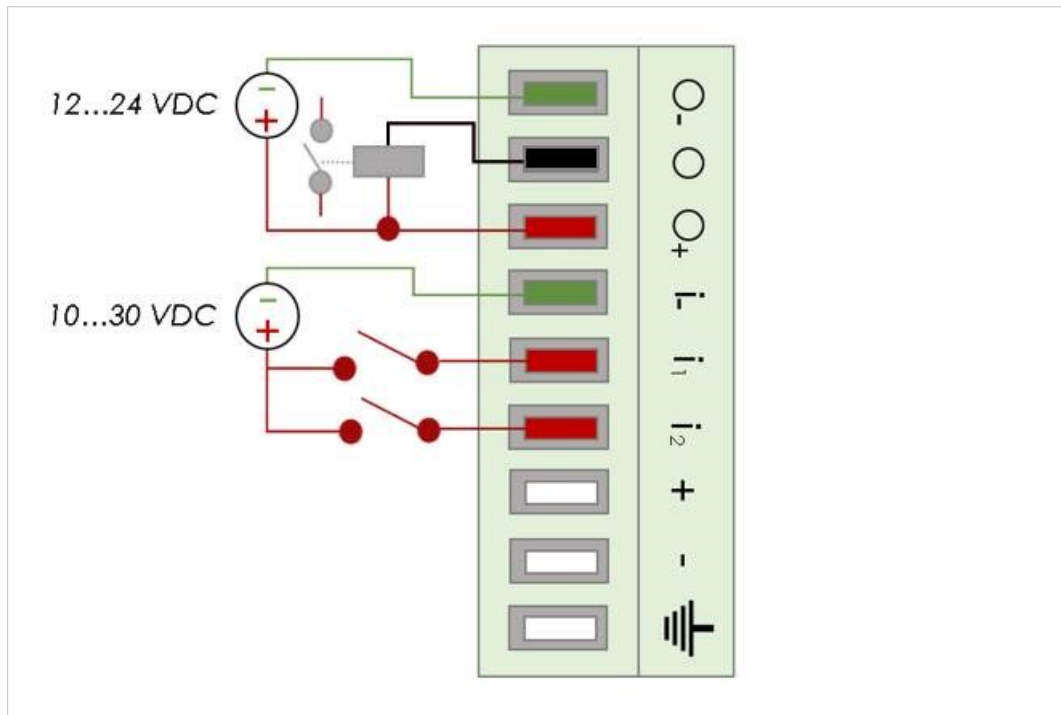 12...24 VDC
O-
O
O+
10...30 VDC
i-
i1
i2
+
-